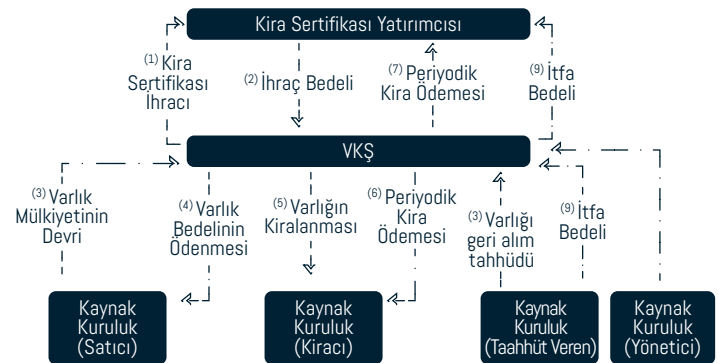 Kira Sertifikası Yatırımcısı
(1) Kira
Sertifikası
İhracı
(2) İhraç Bedeli
(7) Periyodik
Kira Ödemesi
(9) İtfa
Bedeli
VKŞ
(3) Varlık
Mülkiyetinin
Devri
(4) Varlık
Bedelinin
Ödenmesi
(5) Varlığın
Kiralanması
(6) Periyodik
Kira
Ödemesi
(3) Varlığı
geri alım
tahhüdü
(9) İtfa
Bedeli
Kaynak
Kuruluk
(Satıcı)
Kaynak
Kuruluk
(Kiracı)
Kaynak
Kuruluk
(Taahhüt Veren)
Kaynak
Kuruluk
(Yönetici)